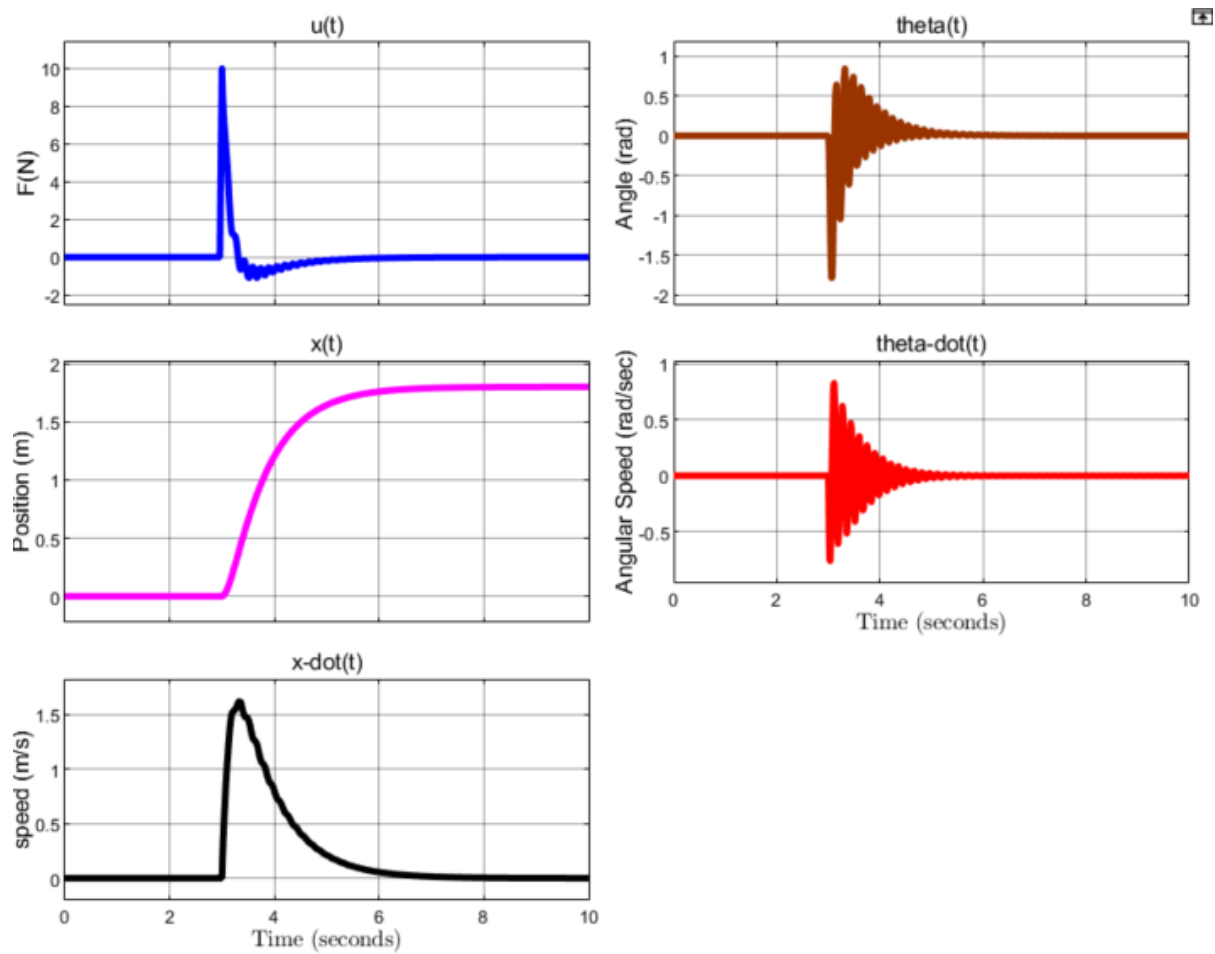 u(t)
F(N)
10
8
6
4
2
0
-2
x(t)
Position (m)
2
1.5
1
0.5
0
x-dot(t)
speed (m/s)
1.5
1
0.5
0
0 2 4 6 8 10
Time (seconds)
theta(t)
Angle (rad)
1
0.5
0
-0.5
-1
-1.5
-2
theta-dot(t)
Angular Speed (rad/sec)
1
0.5
0
-0.5
0 2 4 6 8 10
Time (seconds)